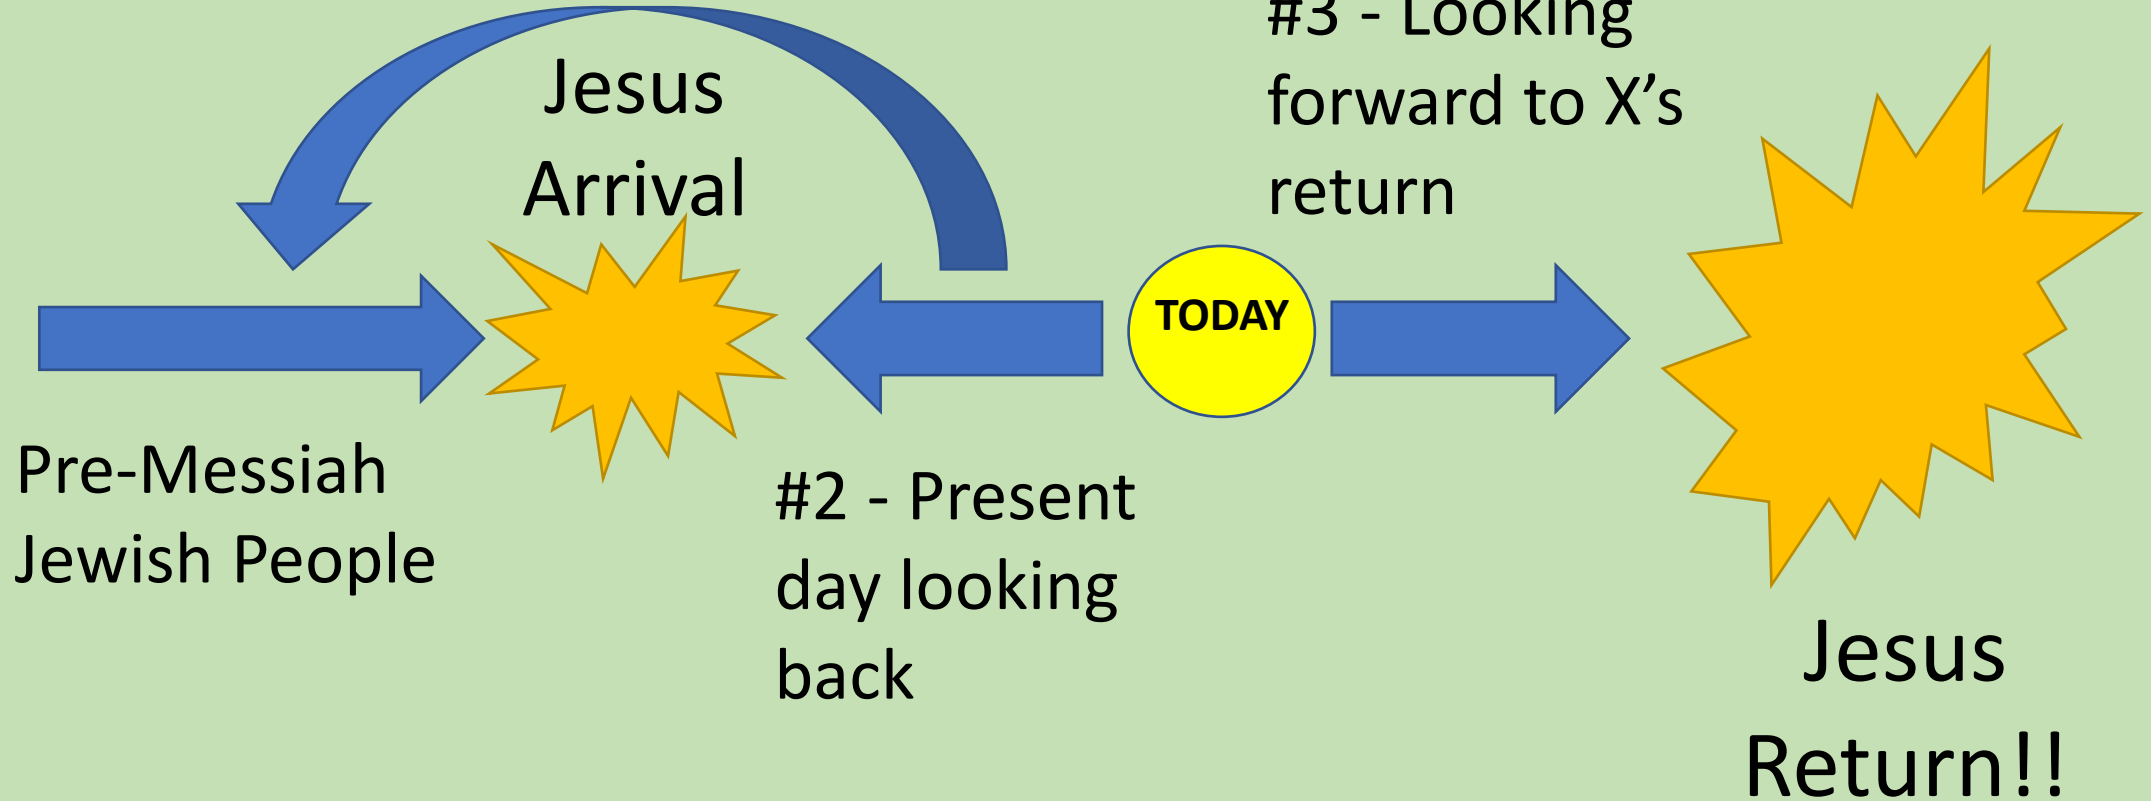 Jesus
Arrival
#3 - Looking
forward to X’s
return
TODAY
Pre-Messiah
Jewish People
#2 - Present
day looking
back
Jesus
Return!!